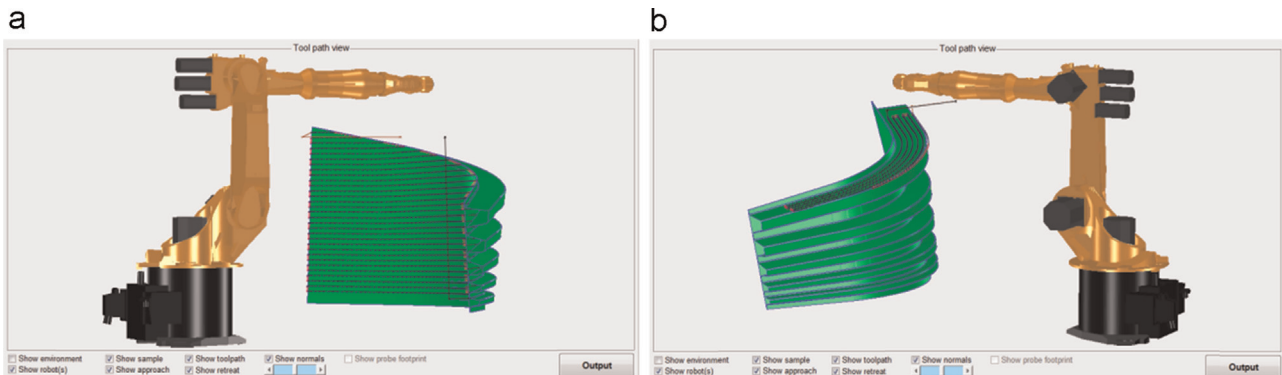 a
b
Tool path view
Tool path view
Show environment Show sample Show toolpath Show normals Show probe footprint
Show robot(s) Show approach Show retreat Output
Show environment Show sample Show toolpath Show normals Show probe footprint
Show robot(s) Show approach Show retreat Output